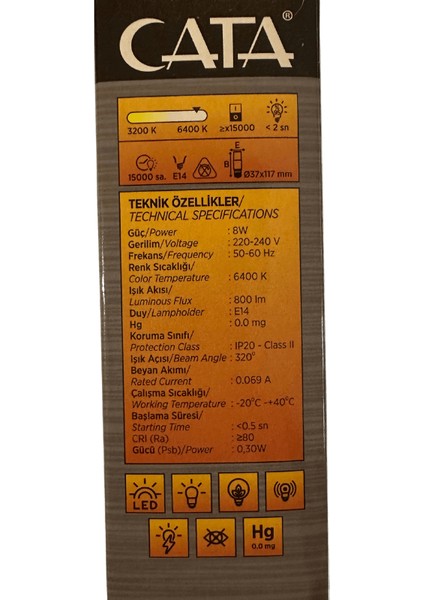 CATA®
3200 K 6400 K ≥x15000 < 2 sn
15000 sa. E14 B E Ø37x117 mm
TEKNİK ÖZELLİKLER/
TECHNICAL SPECIFICATIONS
Güç/Power : 8W
Gerilim/Voltage : 220-240 V
Frekans/Frequency : 50-60 Hz
Renk Sıcaklığı/
Color Temperature : 6400 K
Işık Akısı/
Luminous Flux : 800 lm
Duy/Lampholder : E14
Hg : 0.0 mg
Koruma Sınıfı/
Protection Class : IP20 - Class II
Işık Açısı/Beam Angle : 320°
Beyan Akımı/
Rated Current : 0.069 A
Çalışma Sıcaklığı/
Working Temperature : -20°C -+40°C
Başlama Süresi/
Starting Time : <0.5 sn
CRI (Ra) : ≥80
Gücü (Psb)/Power : 0,30W
LED
Hg
0.0 mg